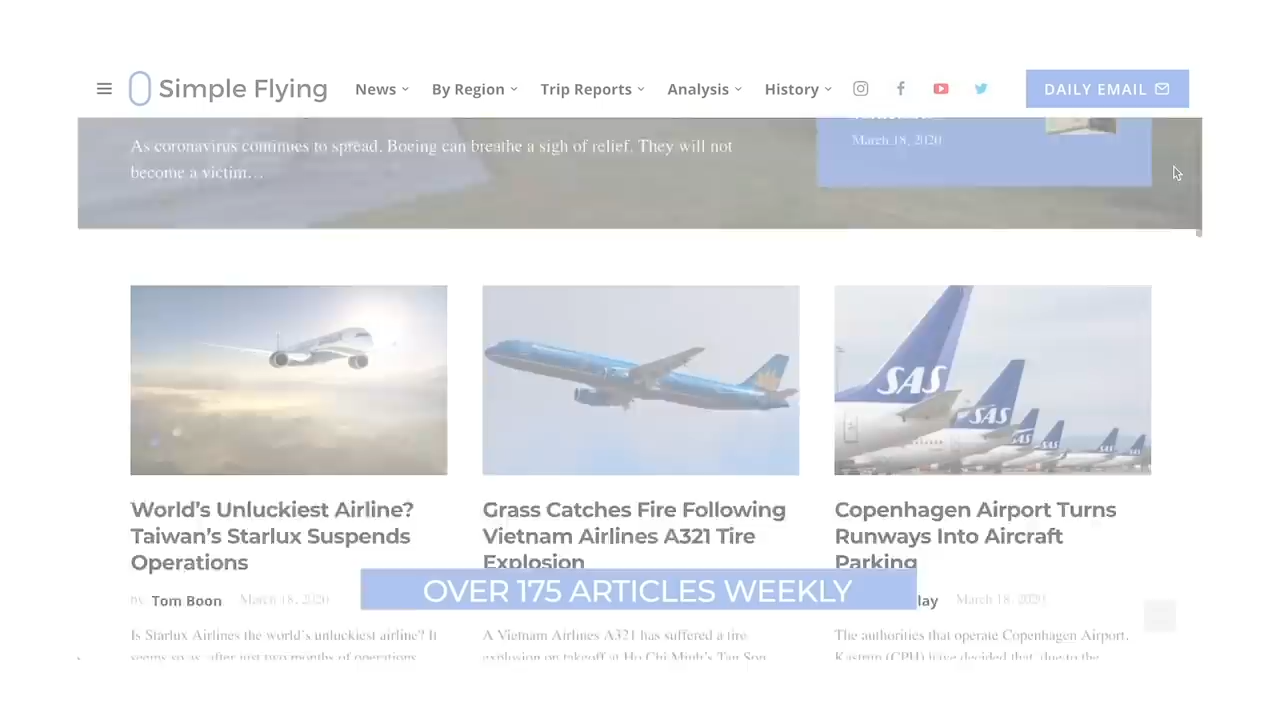 Simple Flying
News
By Region
Trip Reports
Analysis
History
DAILY EMAIL
As coronavirus continues to spread, Boeing can breathe a sigh of relief. They will not
become a victim…
March 18, 2020
SAS
SAS
SAS
World's Unluckiest Airline?
Taiwan's Starlux Suspends
Operations
by Tom Boon March 18, 2020
Is Starlux Airlines the world's unluckiest airline? It
seems so as, after just two months of operations,
Grass Catches Fire Following
Vietnam Airlines A321 Tire
Explosion
A Vietnam Airlines A321 has suffered a tire
explosion on takeoff at Ho Chi Minh's Tan Son
Copenhagen Airport Turns
Runways Into Aircraft
Parking
lay March 18, 2020
The authorities that operate Copenhagen Airport,
Kastrup (CPH) have decided that, due to the
OVER 175 ARTICLES WEEKLY